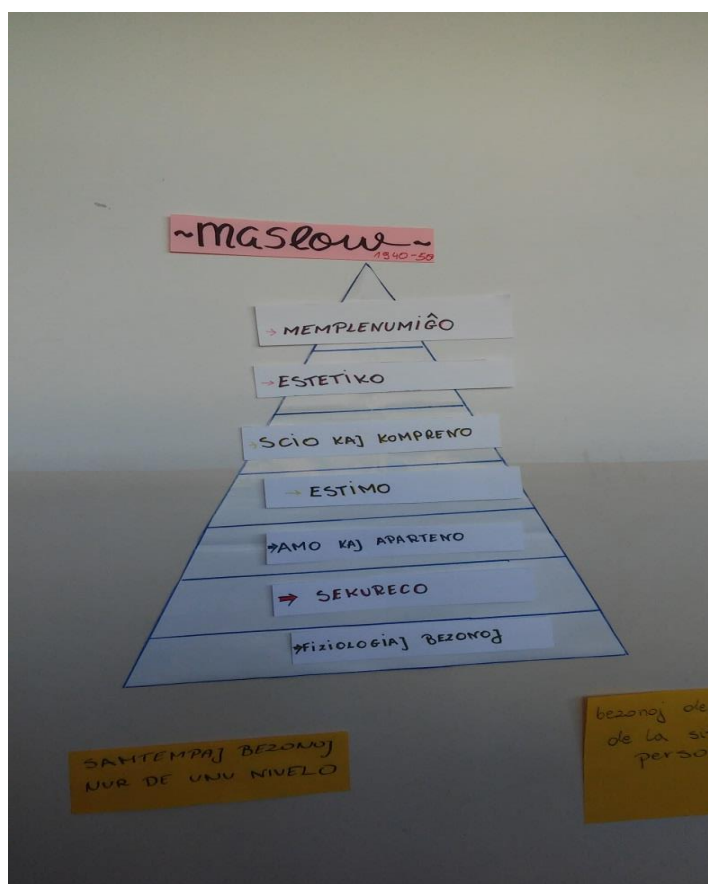 ~Maslow~
1940-50
→ MEMPLENUMIĜO
→ ESTETIKO
→ SCIO KAJ KOMPRENO
→ ESTIMO
→ AMO KAJ APARTENO
→ SEKURECO
→ FIZIOLOGIAJ BEZONOJ
SAMTEMPAJ BEZONOJ
NUR DE UNU NIVELO
bezonoj de
de la si
perso